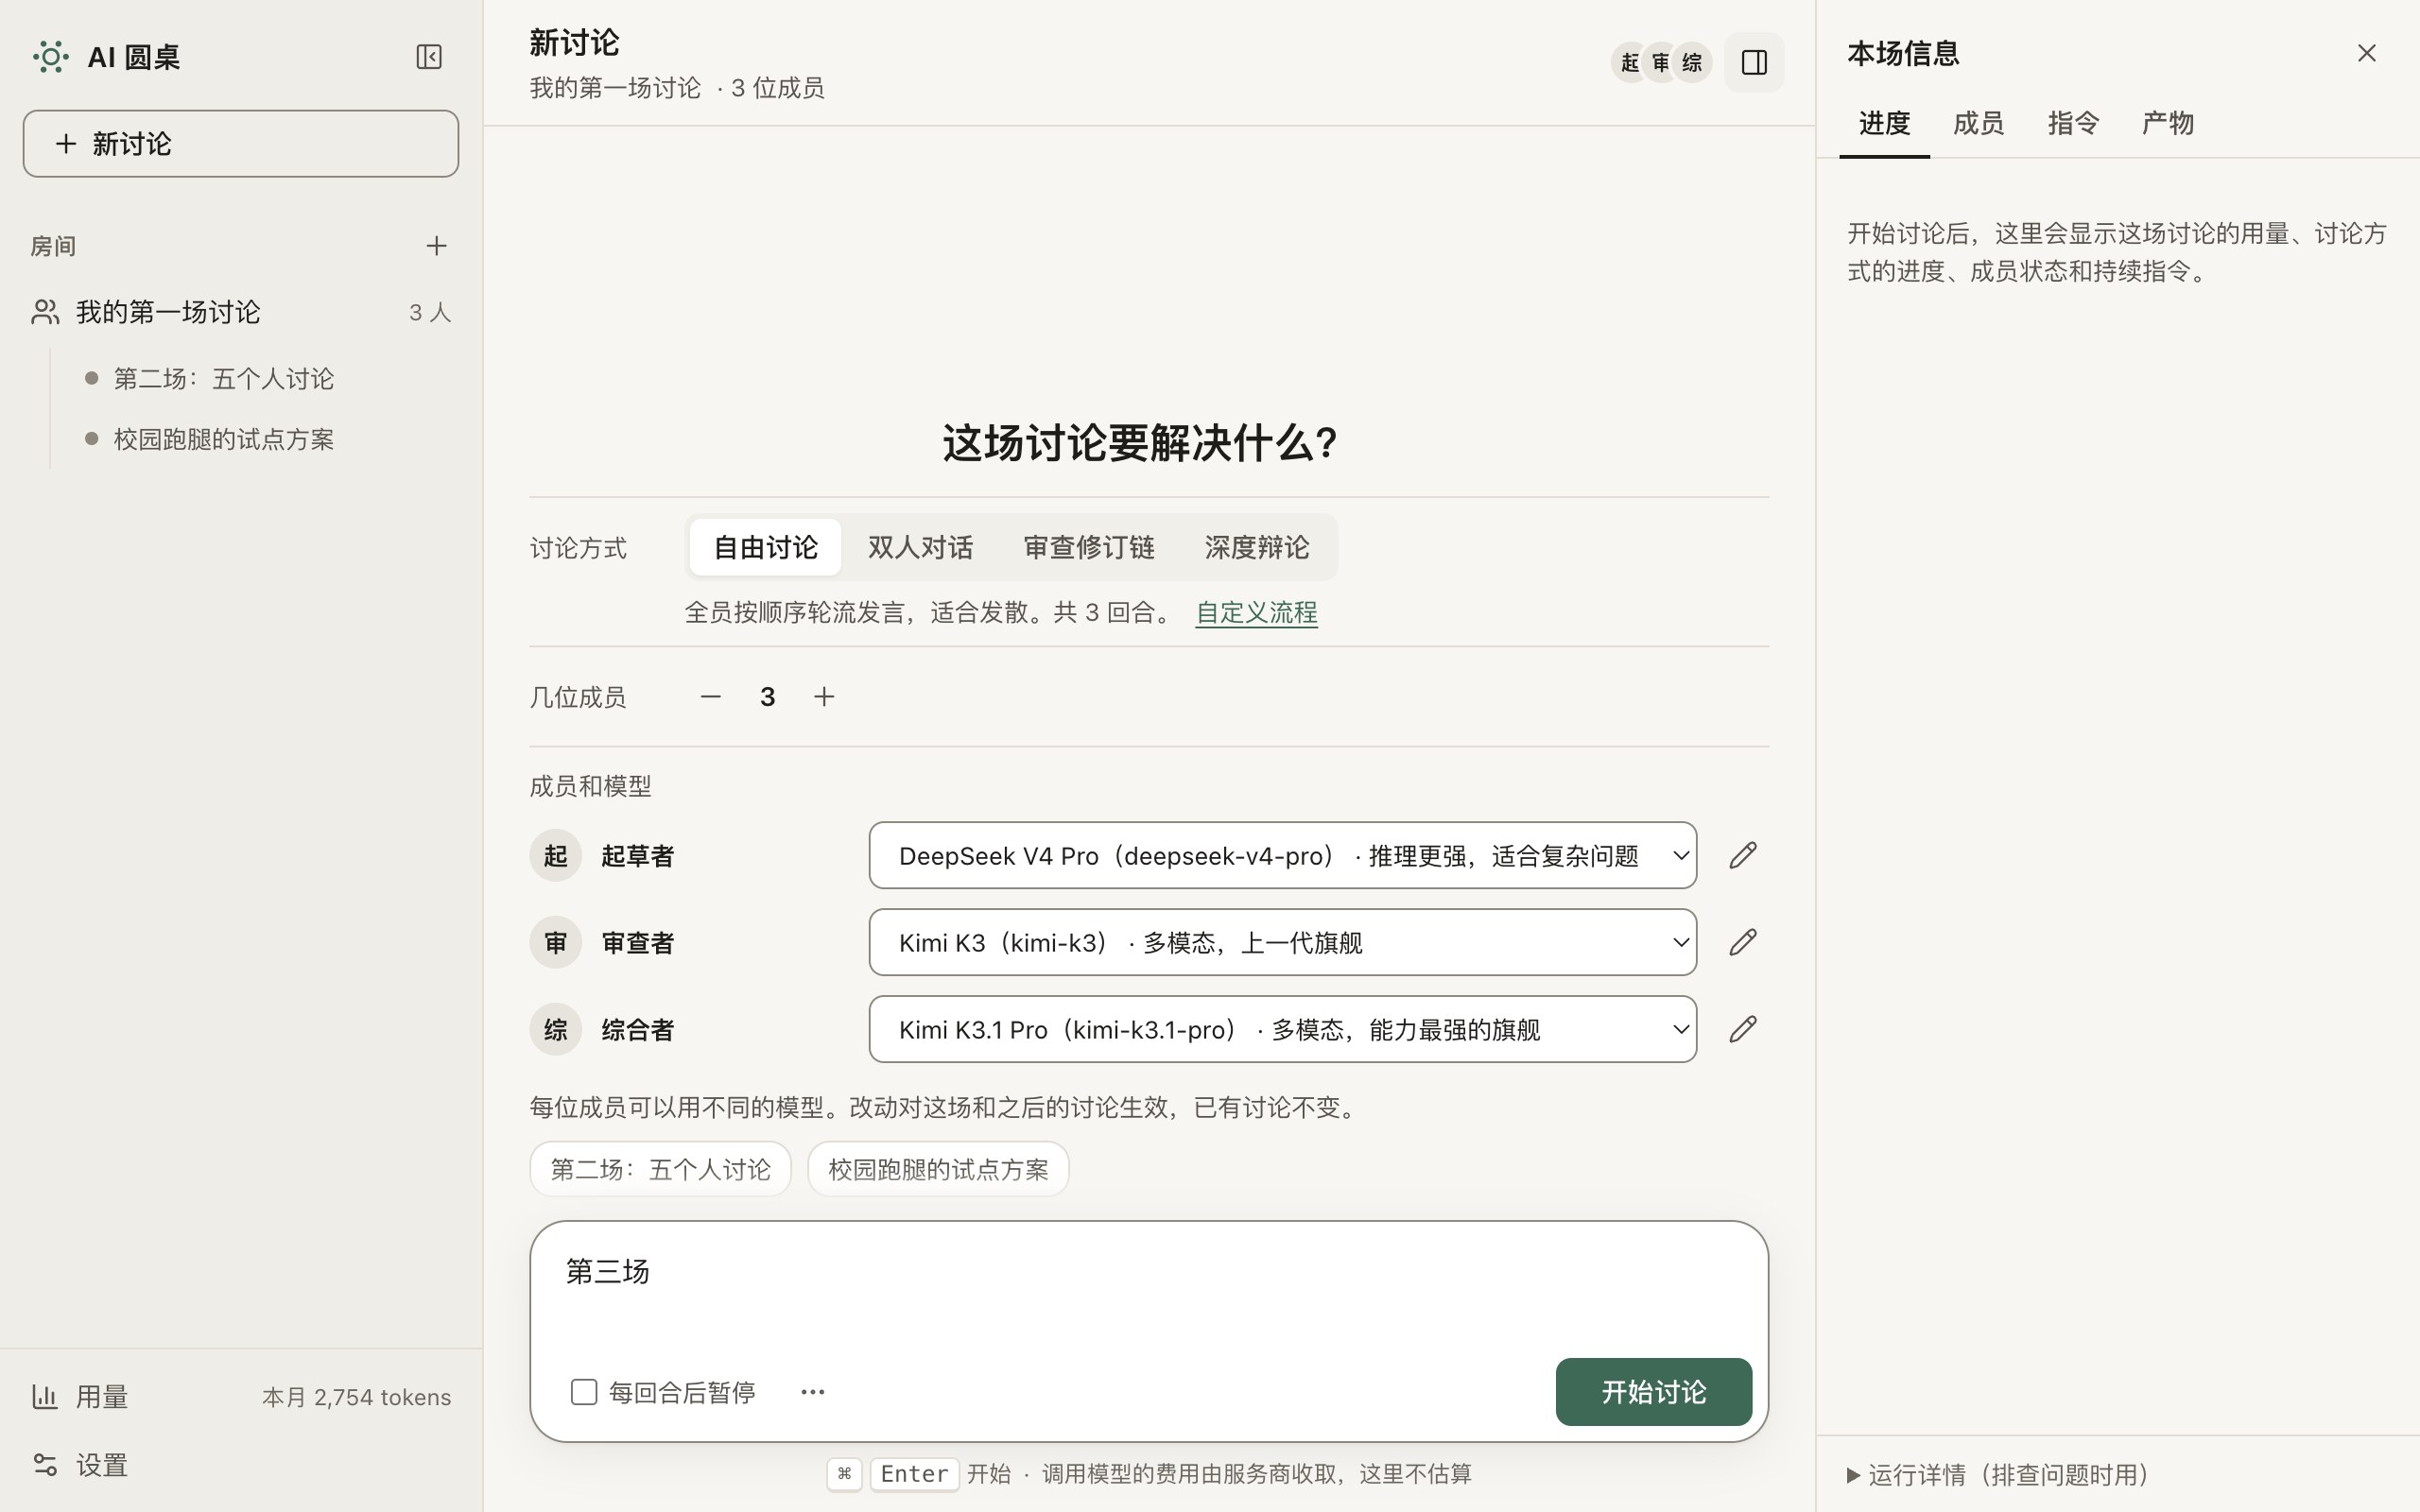 AI 圆桌
新讨论
房间
我的第一场讨论 3 人
第二场：五个人讨论
校园跑腿的试点方案
用量 本月 2,754 tokens
设置
新讨论
我的第一场讨论 · 3 位成员
起 审 综
这场讨论要解决什么？
讨论方式 自由讨论 双人对话 审查修订链 深度辩论
全员按顺序轮流发言，适合发散。共 3 回合。 自定义流程
几位成员 3
成员和模型
起 起草者 DeepSeek V4 Pro（deepseek-v4-pro） · 推理更强，适合复杂问题
审 审查者 Kimi K3（kimi-k3） · 多模态，上一代旗舰
综 综合者 Kimi K3.1 Pro（kimi-k3.1-pro） · 多模态，能力最强的旗舰
每位成员可以用不同的模型。改动对这场和之后的讨论生效，已有讨论不变。
第二场：五个人讨论 校园跑腿的试点方案
第三场
每回合后暂停 开始讨论
⌘ Enter 开始 · 调用模型的费用由服务商收取，这里不估算
本场信息
进度 成员 指令 产物
开始讨论后，这里会显示这场讨论的用量、讨论方
式的进度、成员状态和持续指令。
运行详情（排查问题时用）